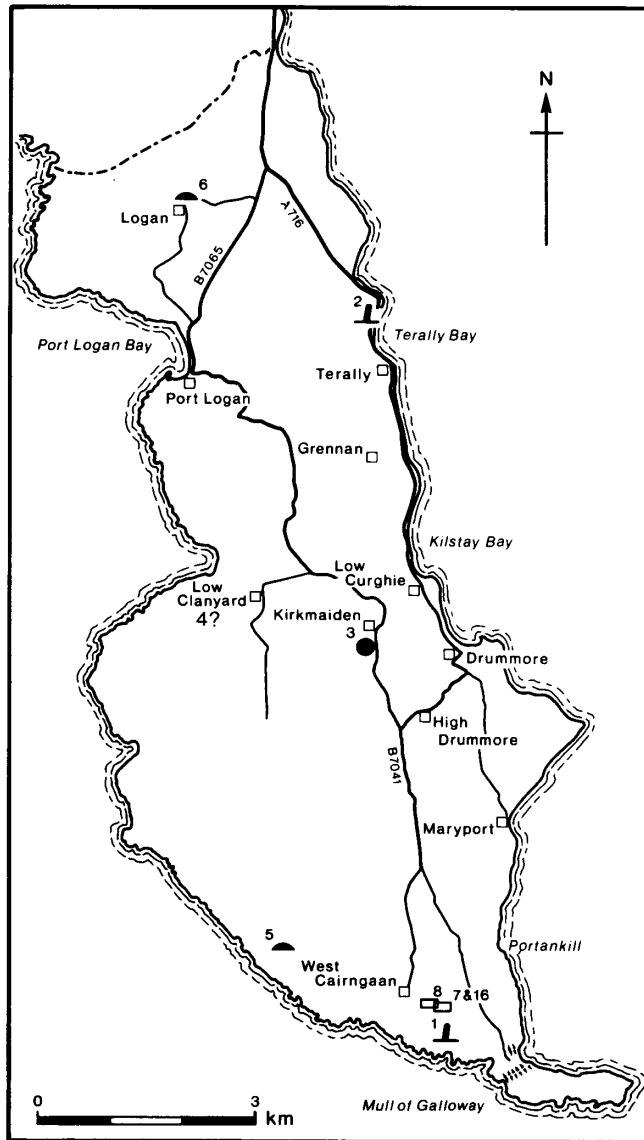 N
6
Logan
A 716
B7065
2
Port Logan Bay
Terally Bay
Terally
Port Logan
Grennan
Kilstay Bay
Low
Curghie
Low
Clanyard
4?
Kirkmaiden
3
Drummore
High
Drummore
B7041
Maryport
5
Portankill
West
Cairngaan
8
7&16
1
0
3
km
Mull of Galloway